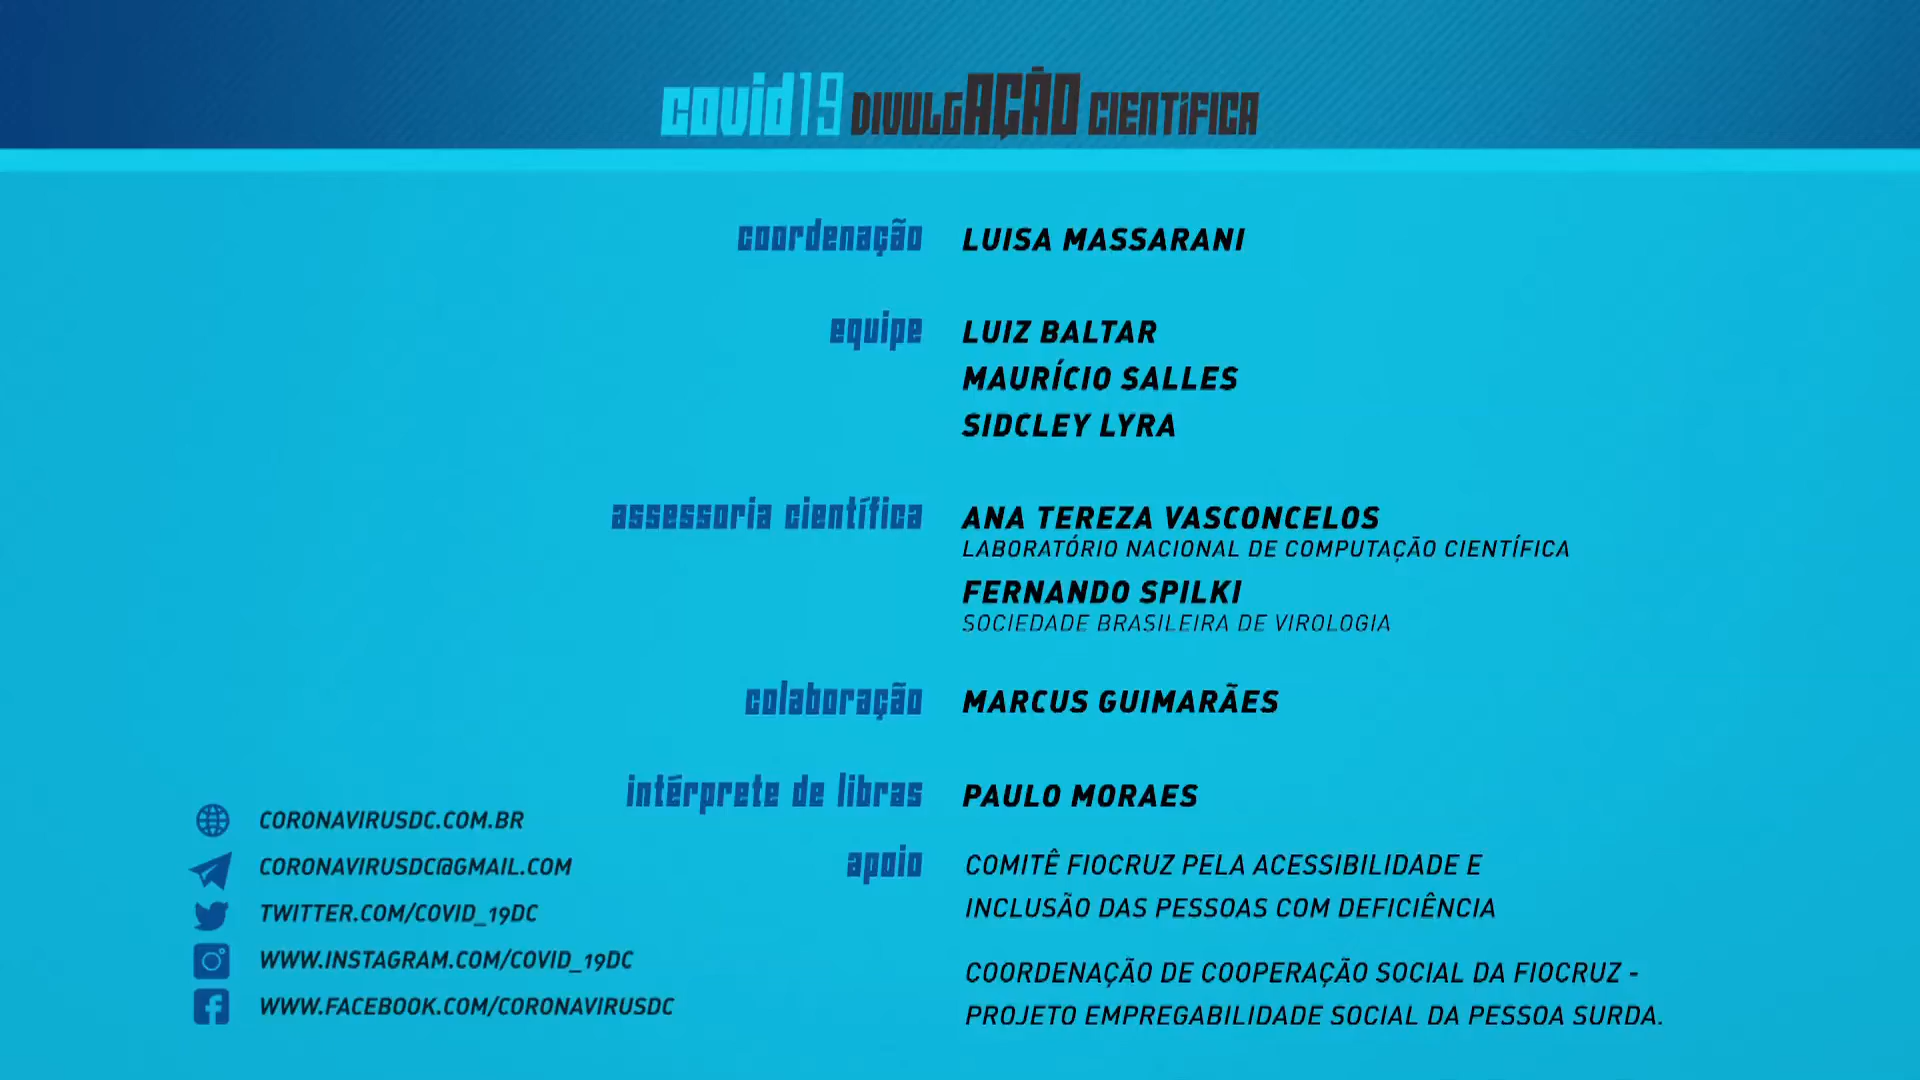 covid19 DIVULGAÇÃO CIENTÍFICA
coordenação LUISA MASSARANI
equipe LUIZ BALTAR
MAURÍCIO SALLES
SIDCLEY LYRA
assessoria científica ANA TEREZA VASCONCELOS
LABORATÓRIO NACIONAL DE COMPUTAÇÃO CIENTÍFICA
FERNANDO SPILKI
SOCIEDADE BRASILEIRA DE VIROLOGIA
colaboração MARCUS GUIMARÃES
intérprete de libras PAULO MORAES
apoio COMITÊ FIOCRUZ PELA ACESSIBILIDADE E
INCLUSÃO DAS PESSOAS COM DEFICIÊNCIA
COORDENAÇÃO DE COOPERAÇÃO SOCIAL DA FIOCRUZ -
PROJETO EMPREGABILIDADE SOCIAL DA PESSOA SURDA.
CORONAVIRUSDC.COM.BR
CORONAVIRUSDC@GMAIL.COM
TWITTER.COM/COVID_19DC
WWW.INSTAGRAM.COM/COVID_19DC
WWW.FACEBOOK.COM/CORONAVIRUSDC